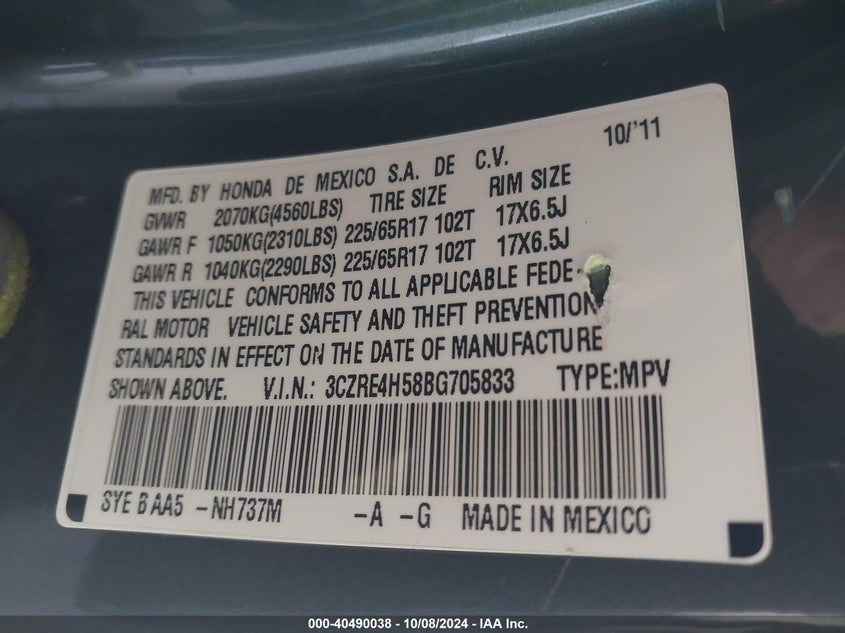 10/'11
MFD. BY HONDA DE MEXICO S.A. DE C.V.
GVWR 2070KG(4560LBS) TIRE SIZE RIM SIZE
GAWR F 1050KG(2310LBS) 225/65R17 102T 17X6.5J
GAWR R 1040KG(2290LBS) 225/65R17 102T 17X6.5J
THIS VEHICLE CONFORMS TO ALL APPLICABLE FEDE-
RAL MOTOR VEHICLE SAFETY AND THEFT PREVENTION
STANDARDS IN EFFECT ON THE DATE OF MANUFACTURE
SHOWN ABOVE. V.I.N.: 3CZRE4H58BG705833 TYPE:MPV
SYE B AA5 -NH737M -A -G MADE IN MEXICO
000-40490038 - 10/08/2024 - IAA Inc.